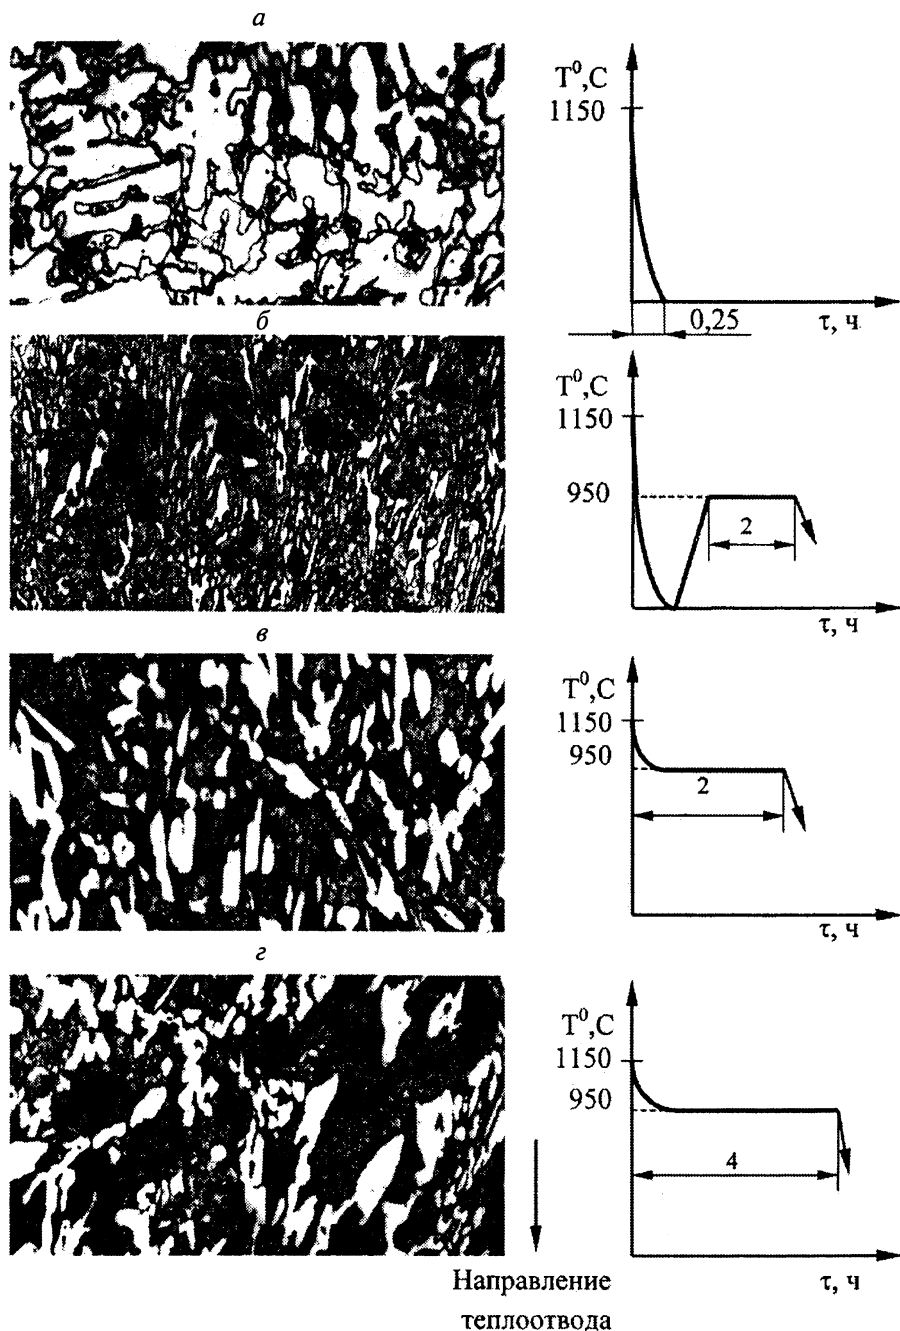 а
T⁰,C
1150
0,25
τ, ч
б
T⁰,C
1150
950
2
τ, ч
в
T⁰,C
1150
950
2
τ, ч
г
T⁰,C
1150
950
4
τ, ч
Направление
теплоотвода